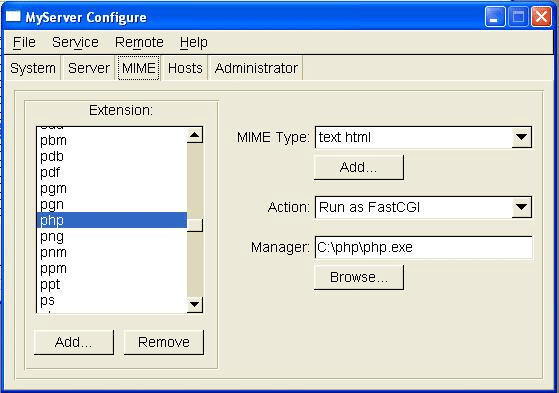 MyServer Configure
File Service Remote Help
System Server MIME Hosts Administrator
Extension:
pbm
pdb
pdf
pgm
pgn
php
png
pnm
ppm
ppt
ps
Add... Remove
MIME Type: text html
Add...
Action: Run as FastCGI
Manager: C:\php\php.exe
Browse...